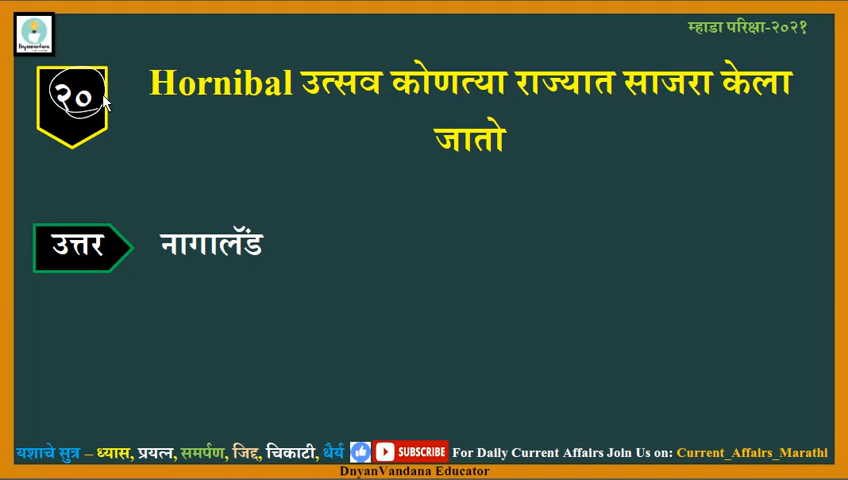 Dnyanvandana
म्हाडा परिक्षा-२०२१
२०
Hornibal उत्सव कोणत्या राज्यात साजरा केला
जातो
उत्तर
नागालॅंड
यशाचे सुत्र – ध्यास, प्रयत्न, समर्पण, जिद्द, चिकाटी, धैर्य SUBSCRIBE For Daily Current Affairs Join Us on: Current_Affairs_Marathi
DnyanVandana Educator